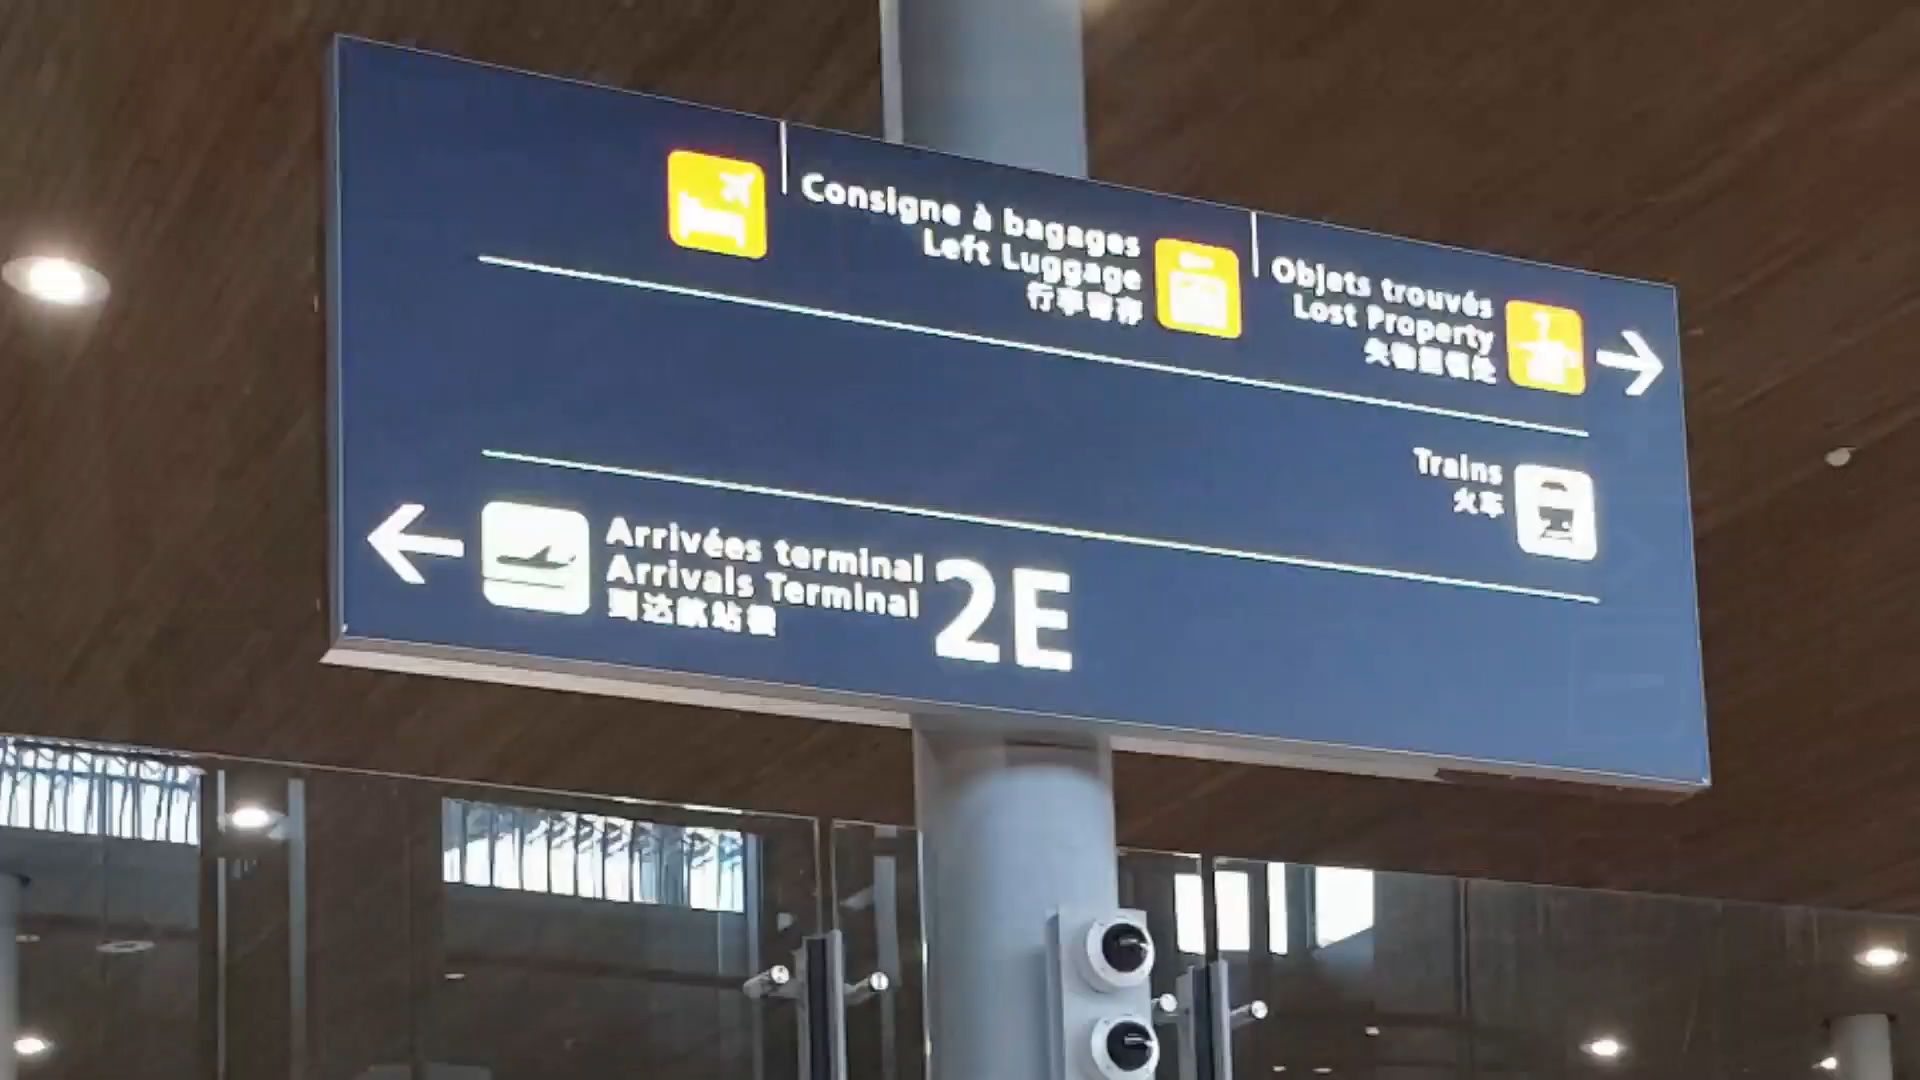 Consigne à bagages
Left Luggage
行李寄存
Objets trouvés
Lost Property
失物招领处
Trains
火车
Arrivées terminal
Arrivals Terminal
到达航站楼
2E